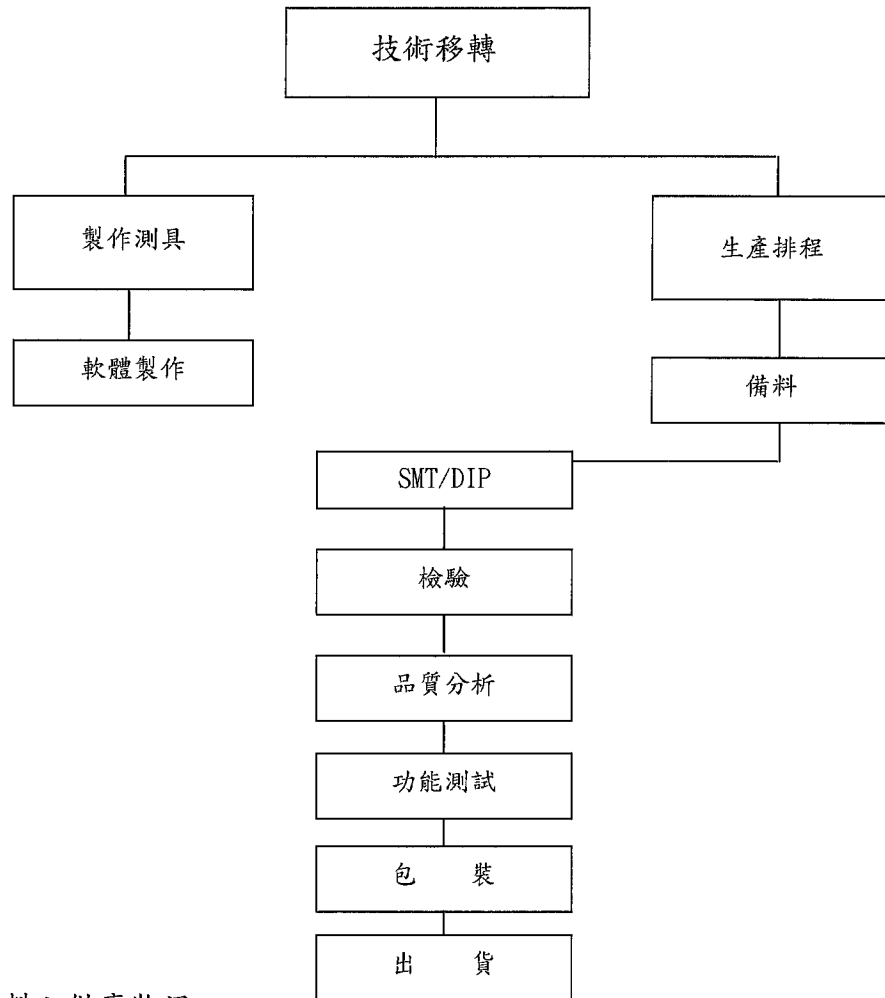 技術移轉
製作測具
生產排程
軟體製作
備料
SMT/DIP
檢驗
品質分析
功能測試
包 裝
出 貨